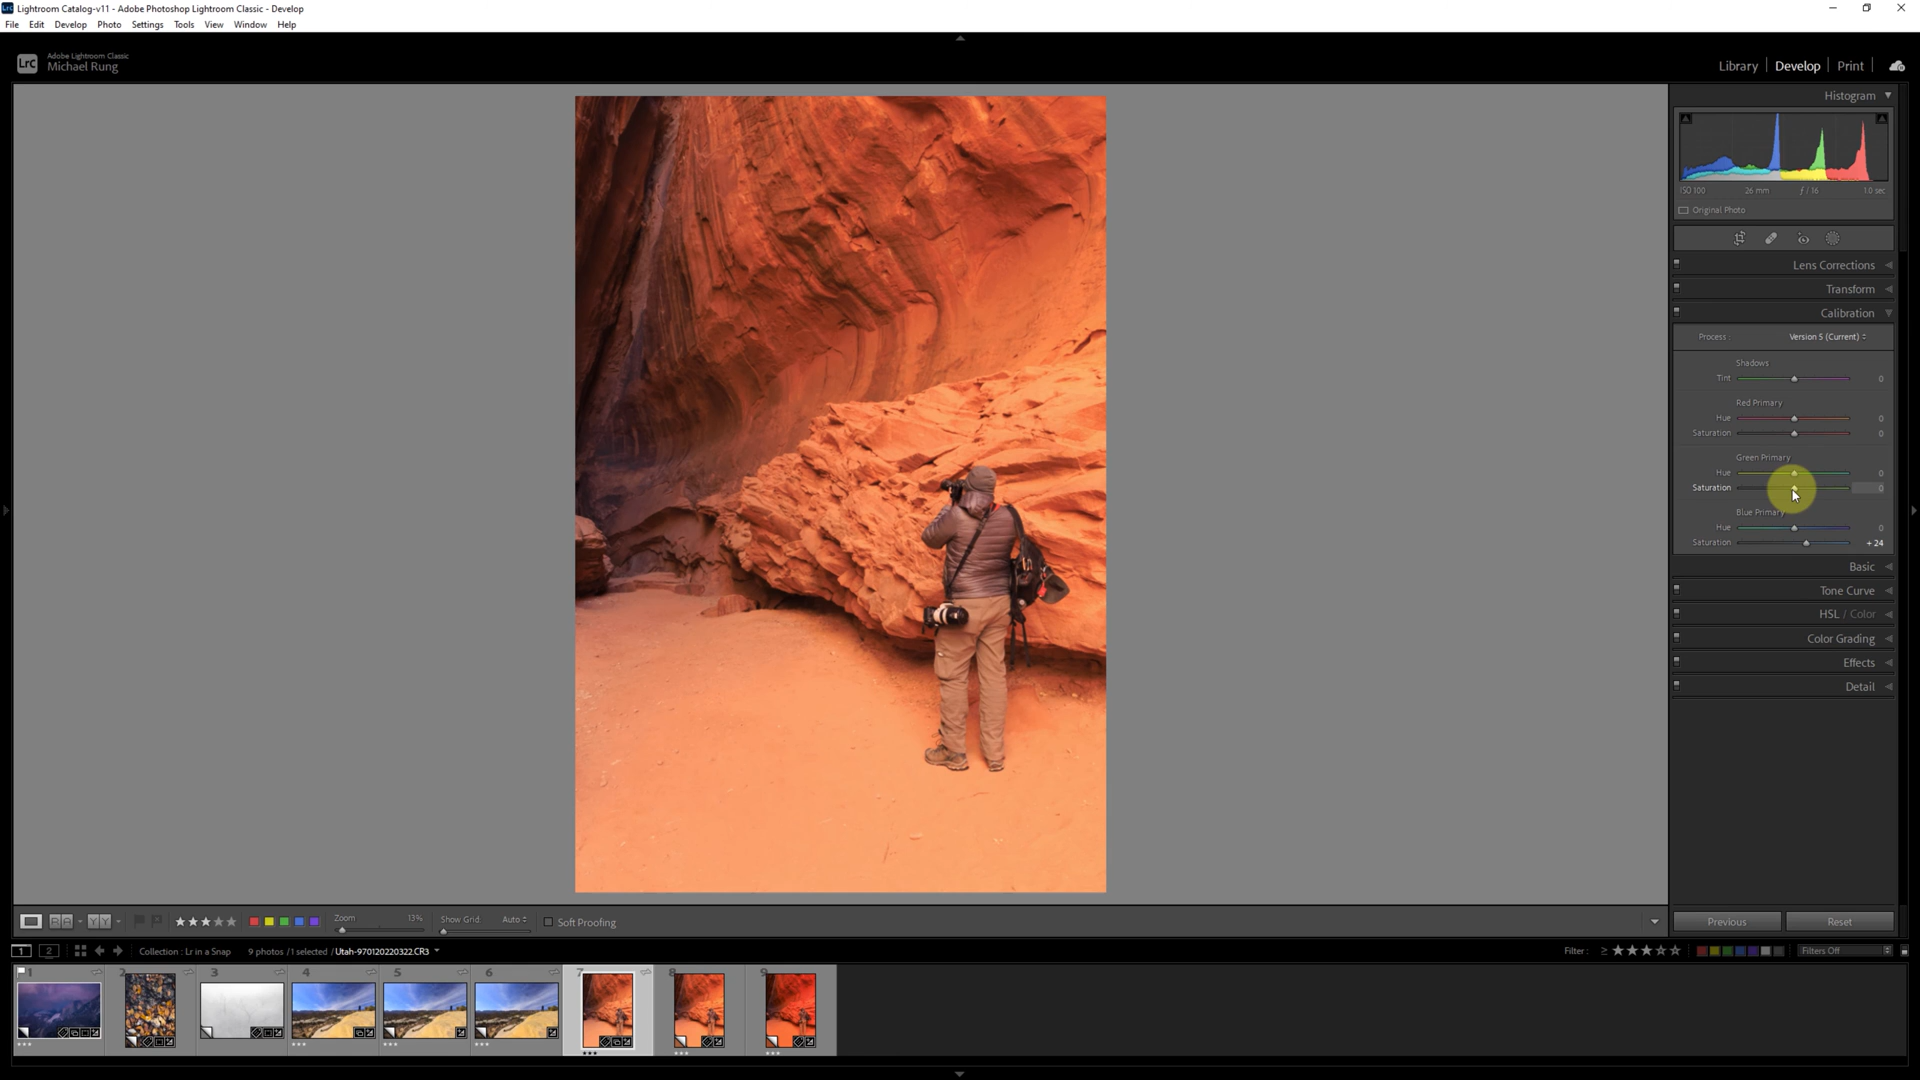 Lightroom Catalog-v11 - Adobe Photoshop Lightroom Classic - Develop
File Edit Develop Photo Settings Tools View Window Help
LrC Adobe Lightroom Classic
Michael Rung
Library | Develop | Print
Histogram
ISO 100 26 mm f / 16 1.0 sec
Original Photo
Lens Corrections
Transform
Calibration
Process : Version 5 (Current)
Shadows
Tint 0
Red Primary
Hue 0
Saturation 0
Green Primary
Hue 0
Saturation 0
Blue Primary
Hue 0
Saturation + 24
Basic
Tone Curve
HSL / Color
Color Grading
Effects
Detail
Zoom 13% Show Grid Auto Soft Proofing
Previous Reset
1 2 Collection : Lr in a Snap 9 photos / 1 selected / Utah-970120220322.CR3 Filter : ≥ Filters Off
1 2 3 4 5 6 7 8 9